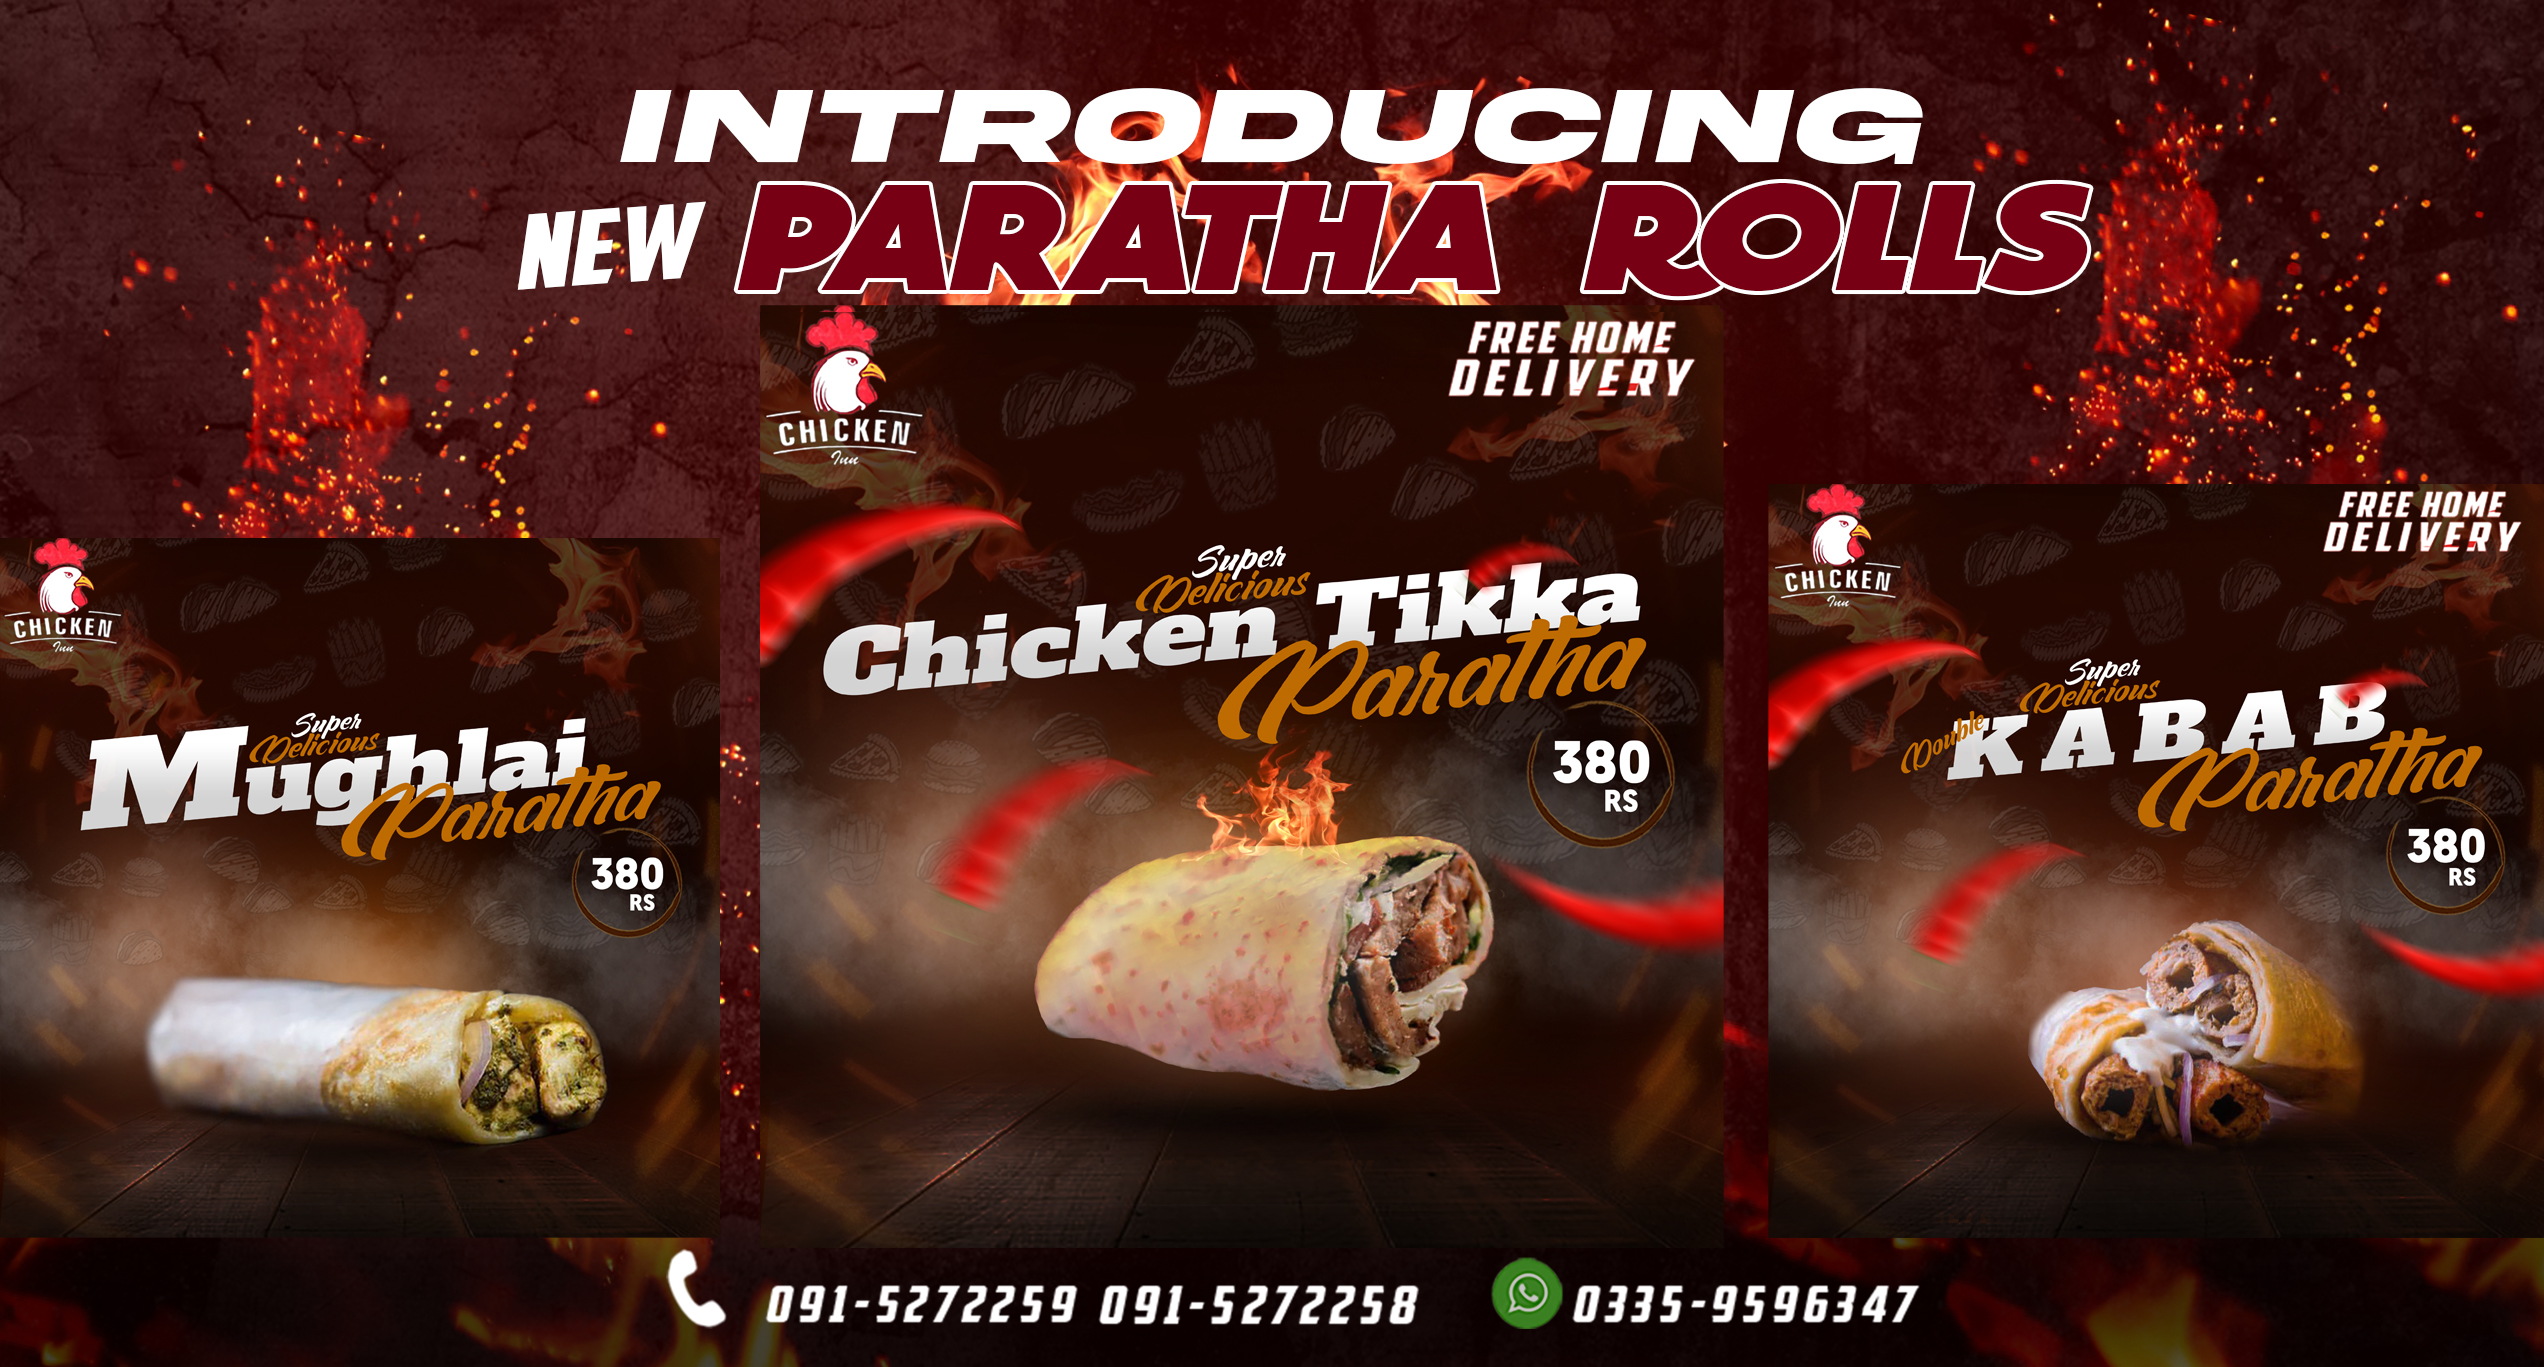 INTRODUCING
NEW PARATHA ROLLS
CHICKEN
Inn
Super
Delicious
Mughlai
Paratha
380
RS
CHICKEN
Inn
FREE HOME
DELIVERY
Super
Delicious
Chicken Tikka
Paratha
380
RS
CHICKEN
Inn
FREE HOME
DELIVERY
Super
Delicious
Double
KABAB
Paratha
380
RS
091-5272259 091-5272258
0335-9596347